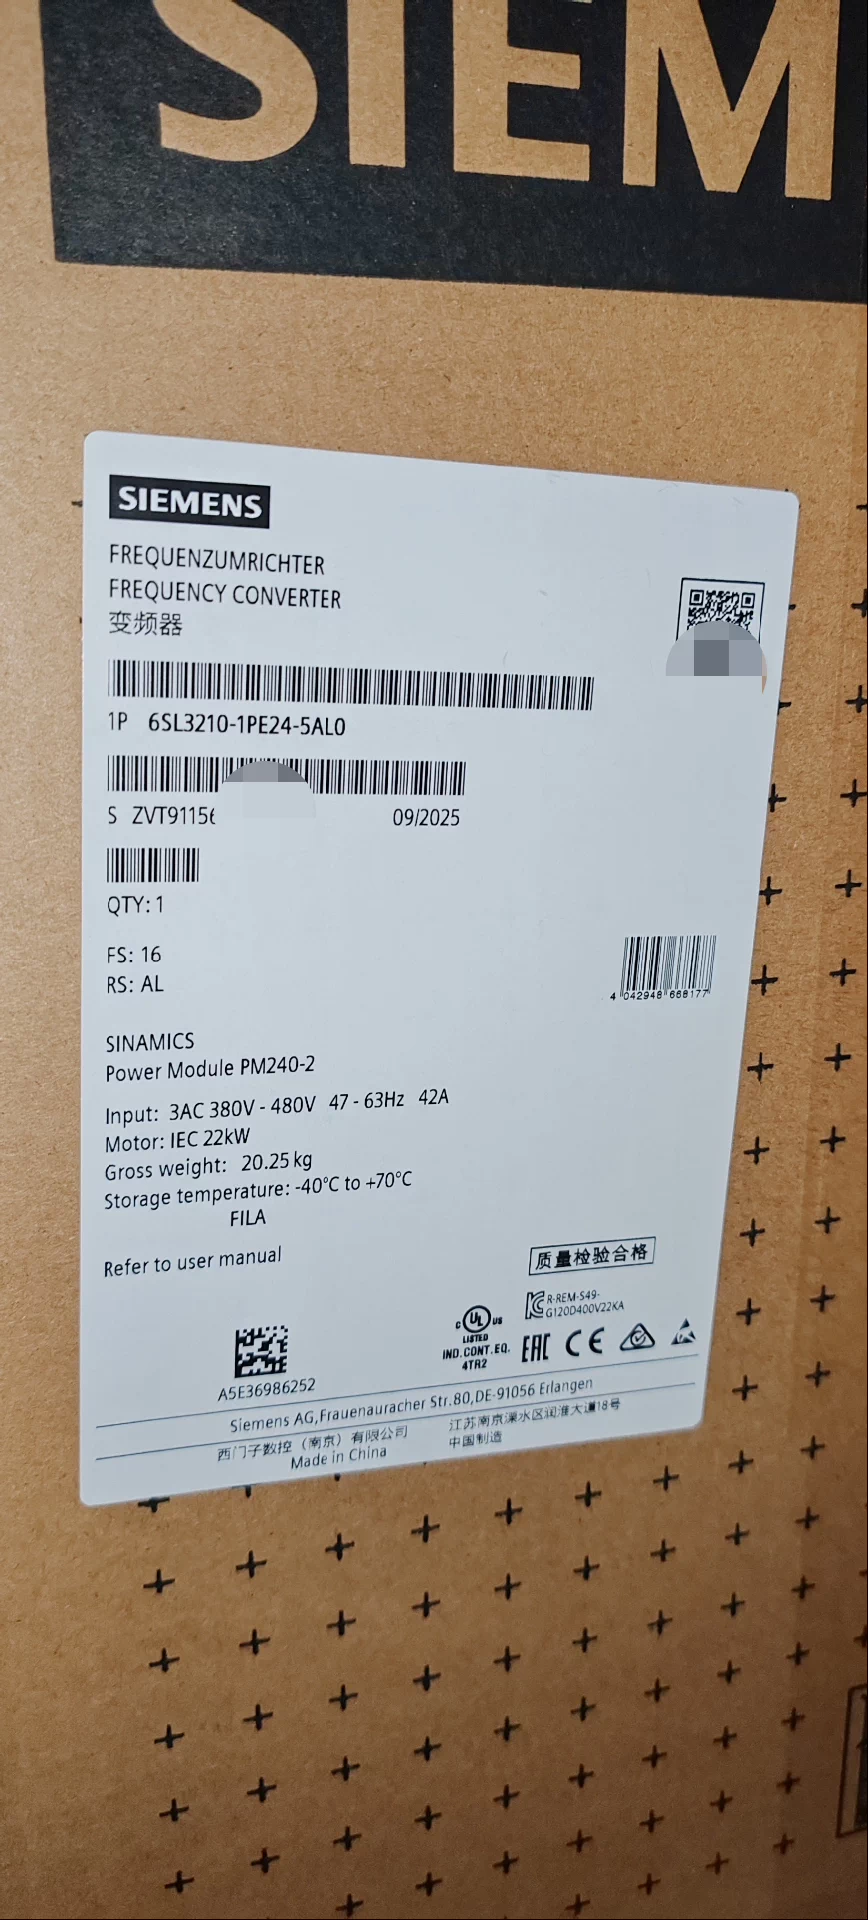 SIEM
SIEMENS
FREQUENZUMRICHTER
FREQUENCY CONVERTER
变频器
1P 6SL3210-1PE24-5AL0
S ZVT91156 09/2025
QTY: 1
FS: 16
RS: AL
4 042948 668177
SINAMICS
Power Module PM240-2
Input: 3AC 380V - 480V 47 - 63Hz 42A
Motor: IEC 22kW
Gross weight: 20.25 kg
Storage temperature: -40°C to +70°C
FILA
Refer to user manual
质量检验合格
R-REM-S49-
G120D400V22KA
C UL US
LISTED
IND.CONT.EQ.
4TR2
EAC CE
A5E36986252
Siemens AG,Frauenauracher Str.80,DE-91056 Erlangen
西门子数控（南京）有限公司 江苏南京溧水区润淮大道18号
Made in China 中国制造